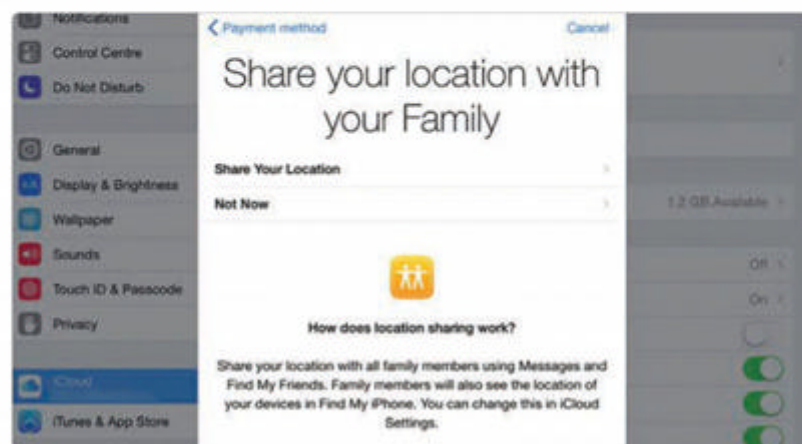 Notifications
Control Centre
Do Not Disturb
General
Display & Brightness
Wallpaper
Sounds
Touch ID & Passcode
Privacy
iCloud
iTunes & App Store
Payment method
Cancel
Share your location with
your Family
Share Your Location
Not Now
How does location sharing work?
Share your location with all family members using Messages and
Find My Friends. Family members will also see the location of
your devices in Find My iPhone. You can change this in iCloud
Settings.
1.2 GB Available
Off
On